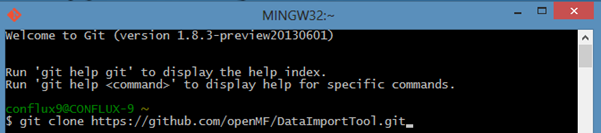 MINGW32:~
Welcome to Git (version 1.8.3-preview20130601)
Run 'git help git' to display the help index.
Run 'git help <command>' to display help for specific commands.
conflux9@CONFLUX-9 ~
$ git clone https://github.com/openMF/DataImportTool.git